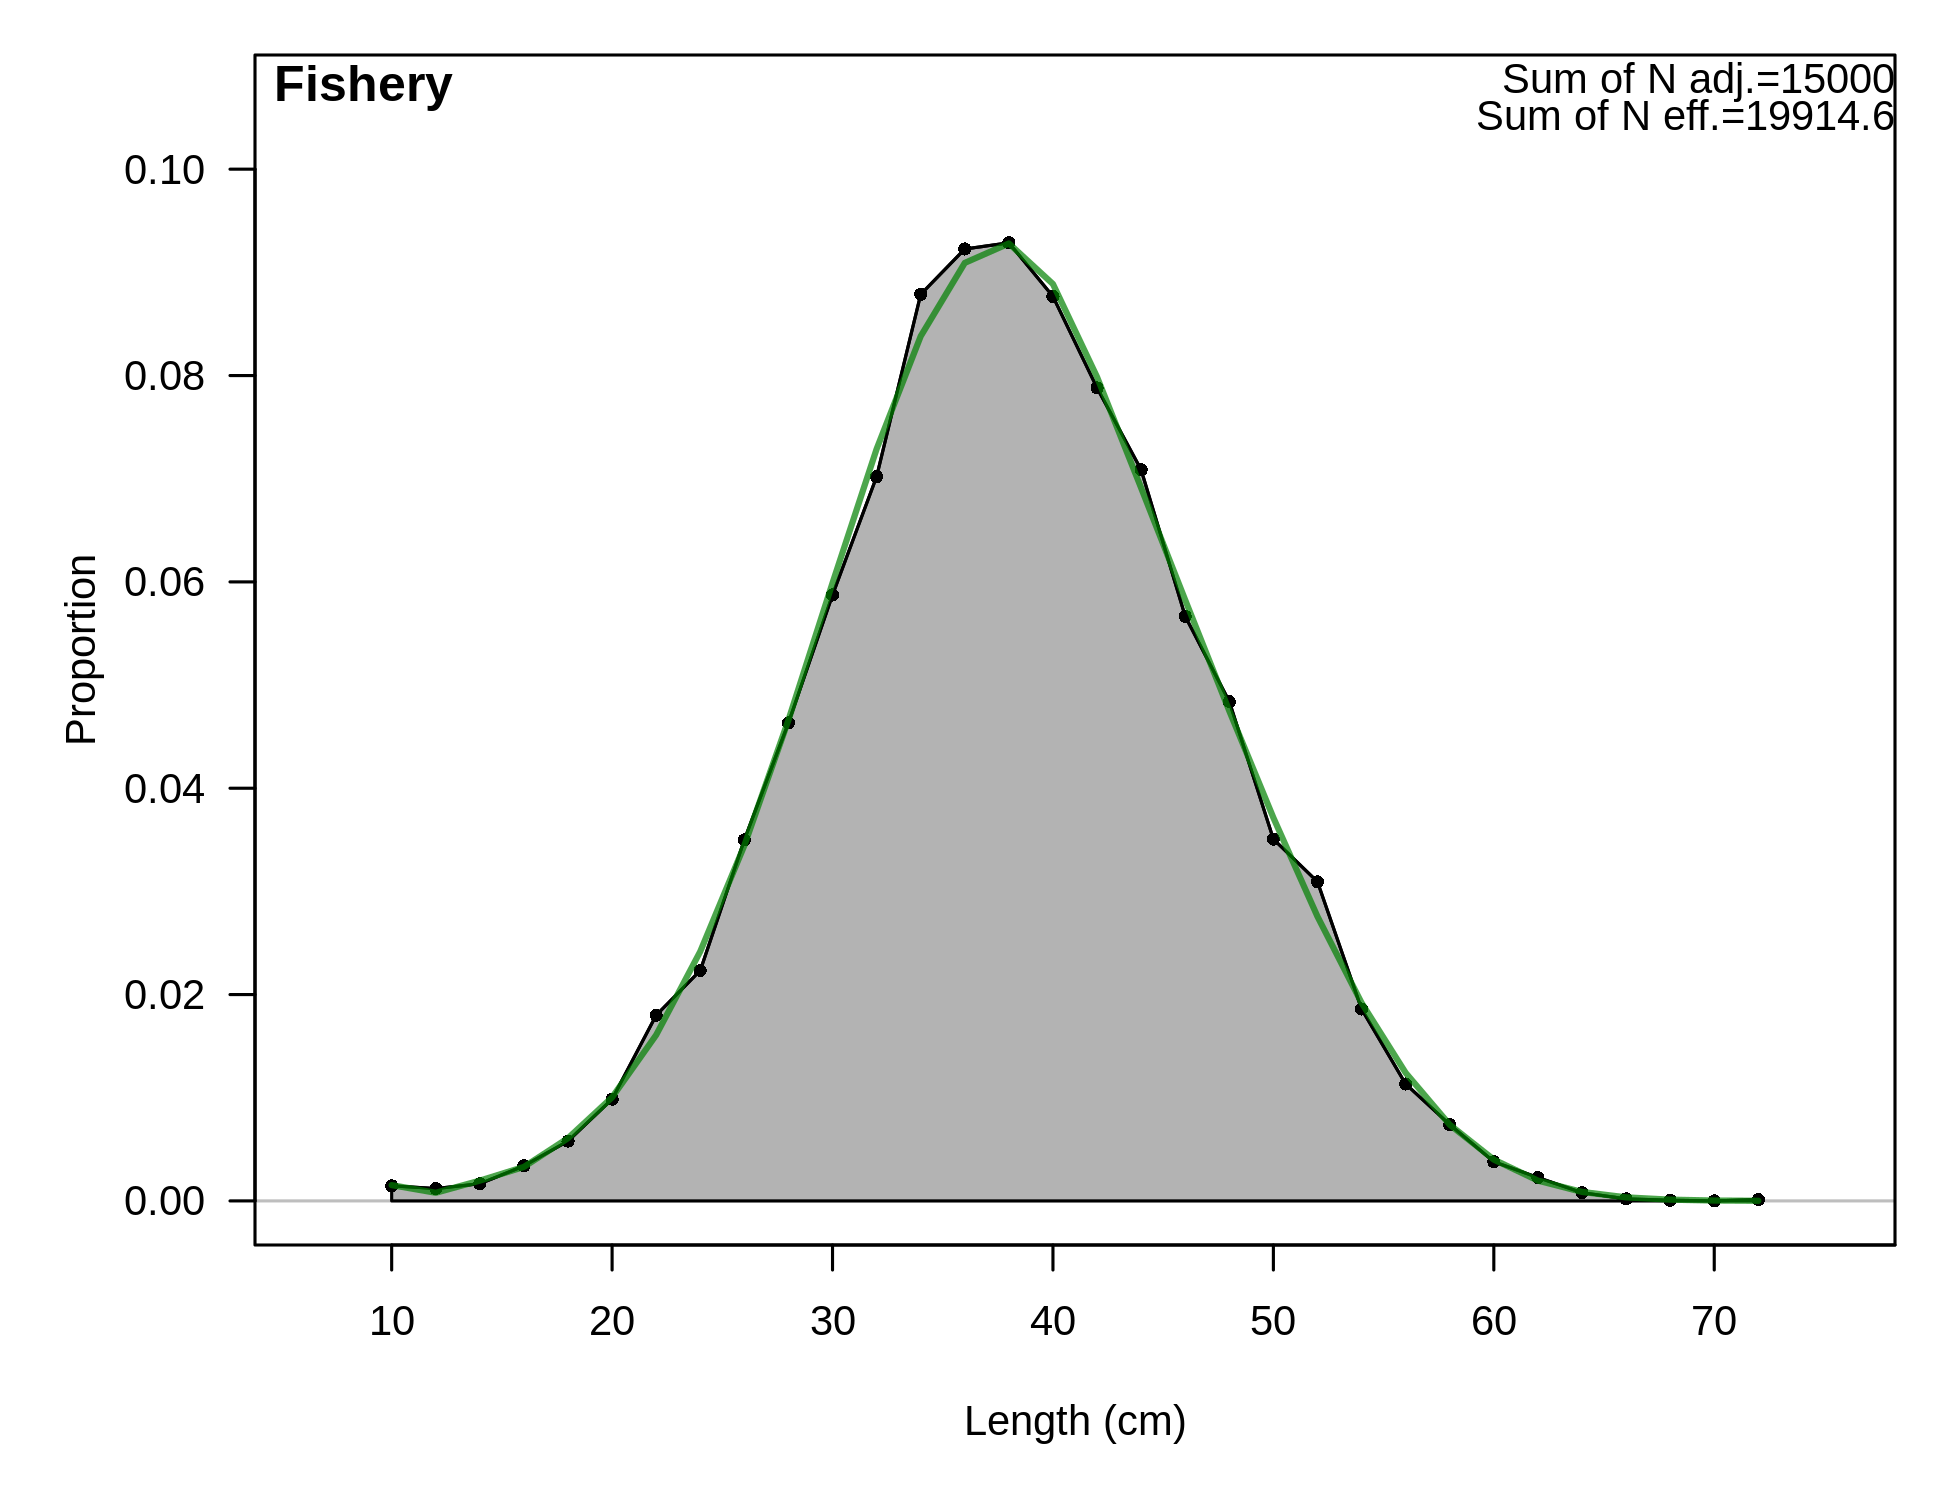 Fishery
Sum of N adj.=15000
Sum of N eff.=19914.6
0.10
0.08
0.06
0.04
0.02
0.00
Proportion
10 20 30 40 50 60 70
Length (cm)